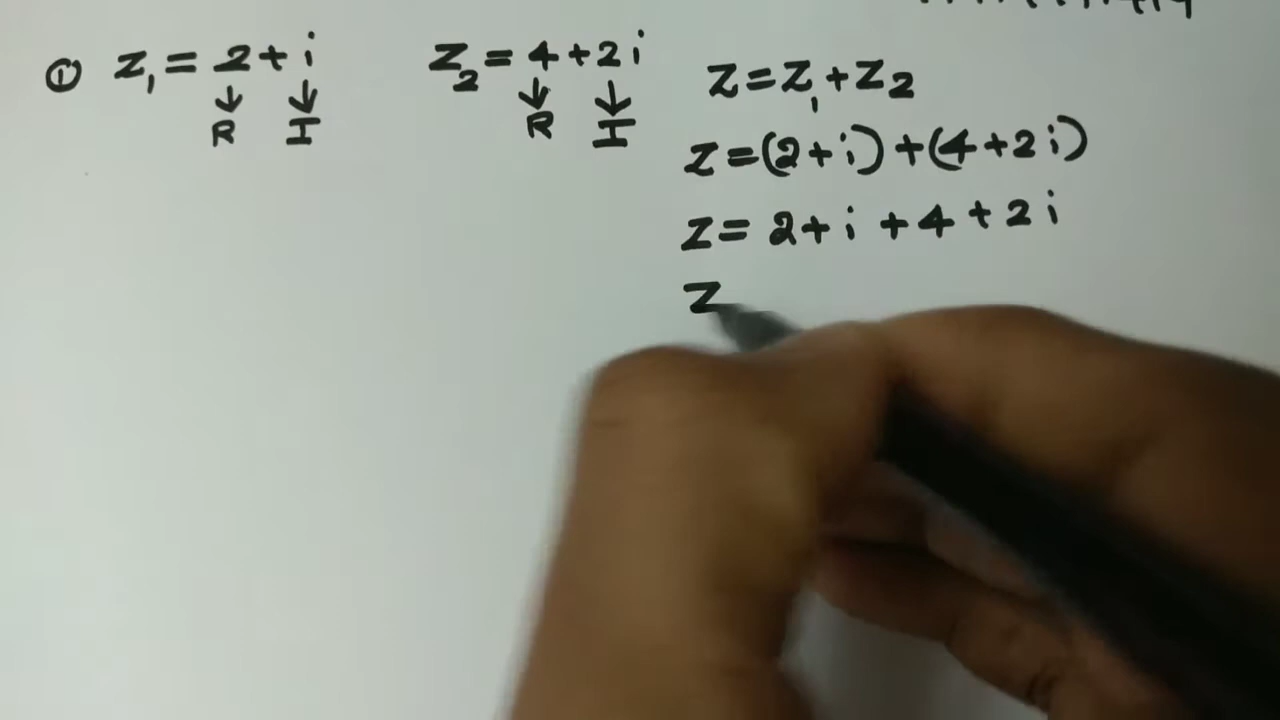 ① z₁ = 2 + i
↓ ↓
R I
z₂ = 4 + 2i
↓ ↓
R I
z = z₁ + z₂
z = (2 + i) + (4 + 2i)
z = 2 + i + 4 + 2i
z